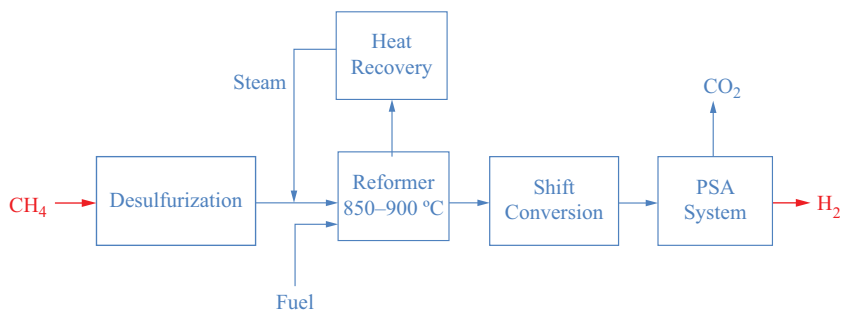 Heat
Recovery
Steam
CO₂
CH₄
Desulfurization
Reformer
850–900 ºC
Shift
Conversion
PSA
System
H₂
Fuel